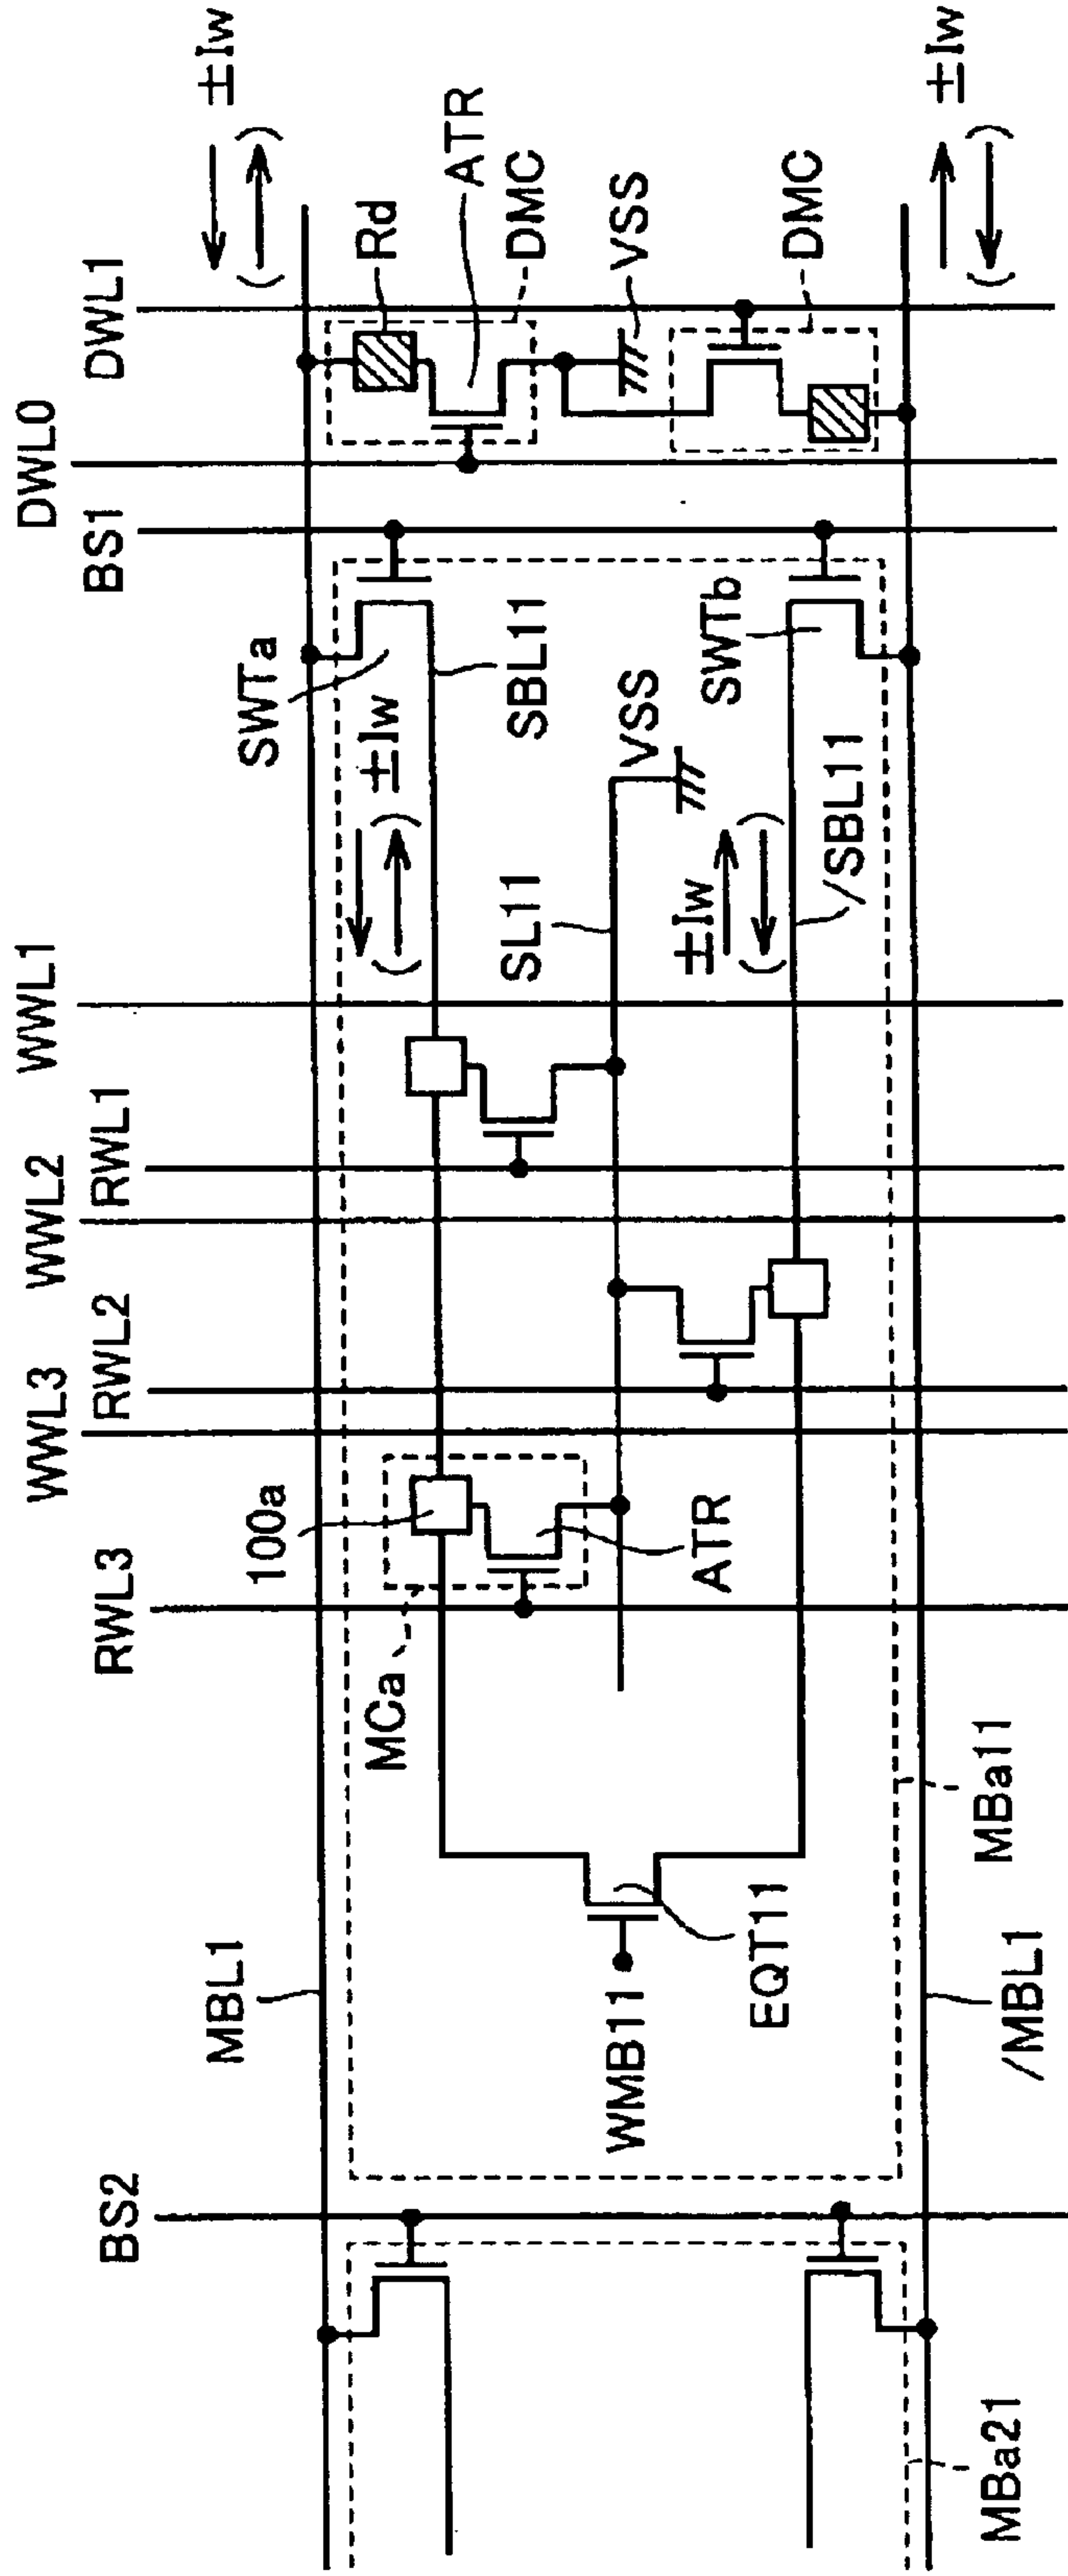 ±Iw
±Iw
DWL1
Rd
ATR
DMC
VSS
DMC
DWL0
BS1
SWTa
±Iw
SBL11
VSS
SWTb
SL11
±Iw
/SBL11
WWL1
RWL1
WWL2
RWL2
WWL3
100a
ATR
RWL3
MCa
MBa11
MBL1
EQT11
WMB11
/MBL1
BS2
MBa21